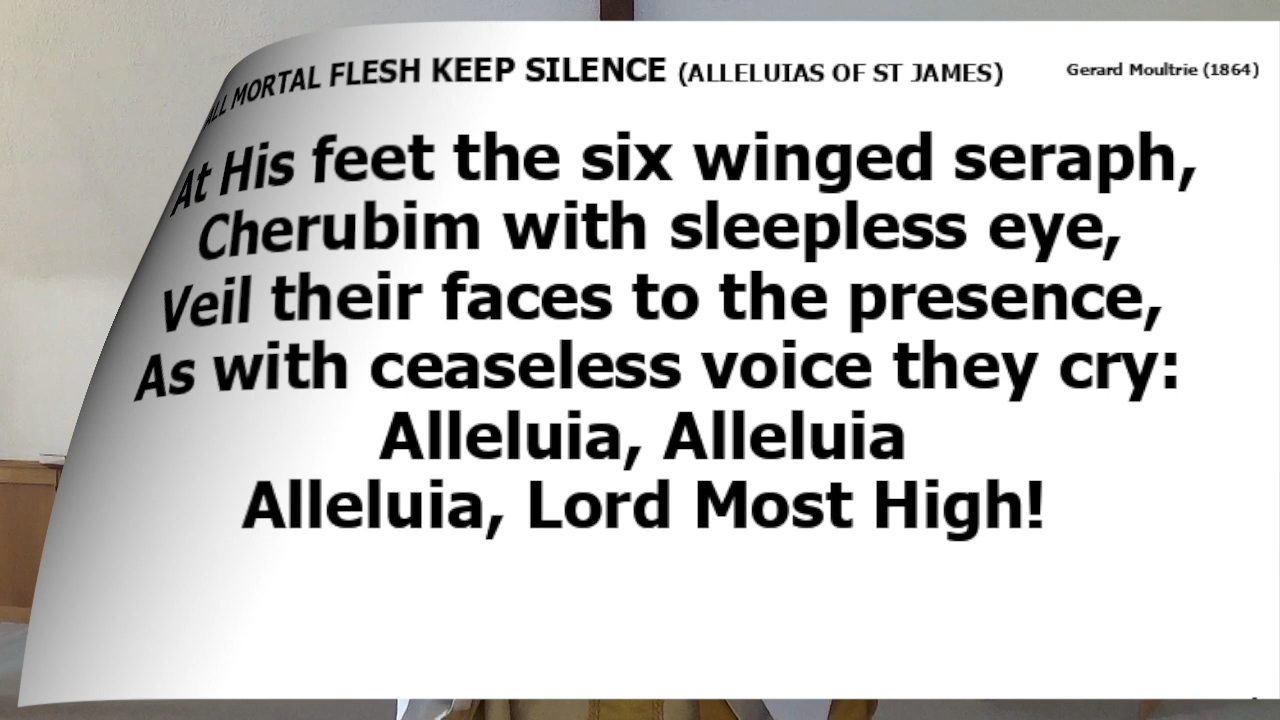 ALL MORTAL FLESH KEEP SILENCE (ALLELUIAS OF ST JAMES) Gerard Moultrie (1864)
At His feet the six winged seraph,
Cherubim with sleepless eye,
Veil their faces to the presence,
As with ceaseless voice they cry:
Alleluia, Alleluia
Alleluia, Lord Most High!